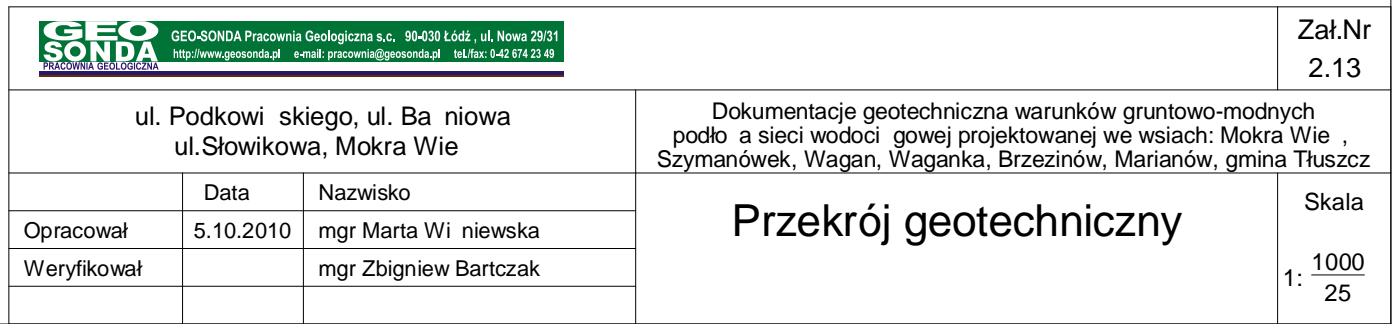 GEO SONDA
PRACOWNIA GEOLOGICZNA
GEO-SONDA Pracownia Geologiczna s.c. 90-030 Łódź , ul. Nowa 29/31
http://www.geosonda.pl e-mail: pracownia@geosonda.pl tel./fax: 0-42 674 23 49
Zał.Nr
2.13
ul. Podkowi skiego, ul. Ba niowa
ul.Słowikowa, Mokra Wie
Dokumentacje geotechniczna warunków gruntowo-modnych
podło a sieci wodoci gowej projektowanej we wsiach: Mokra Wie ,
Szymanówek, Wagan, Waganka, Brzezinów, Marianów, gmina Tłuszcz
Data Nazwisko
Opracował 5.10.2010 mgr Marta Wi niewska
Weryfikował mgr Zbigniew Bartczak
Przekrój geotechniczny
Skala
1: 1000
25